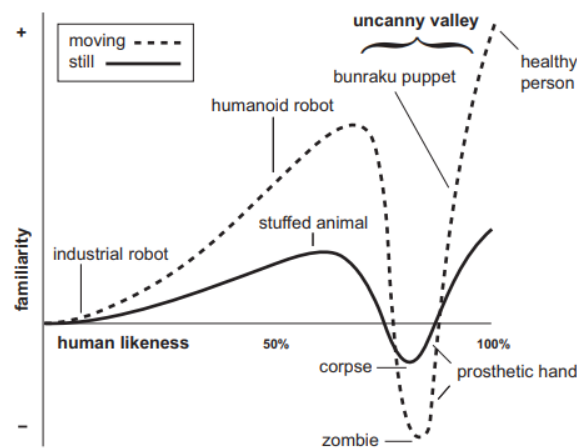 +
moving
still
uncanny valley
bunraku puppet
healthy
person
humanoid robot
stuffed animal
industrial robot
familiarity
human likeness
50%
100%
corpse
prosthetic hand
zombie
–